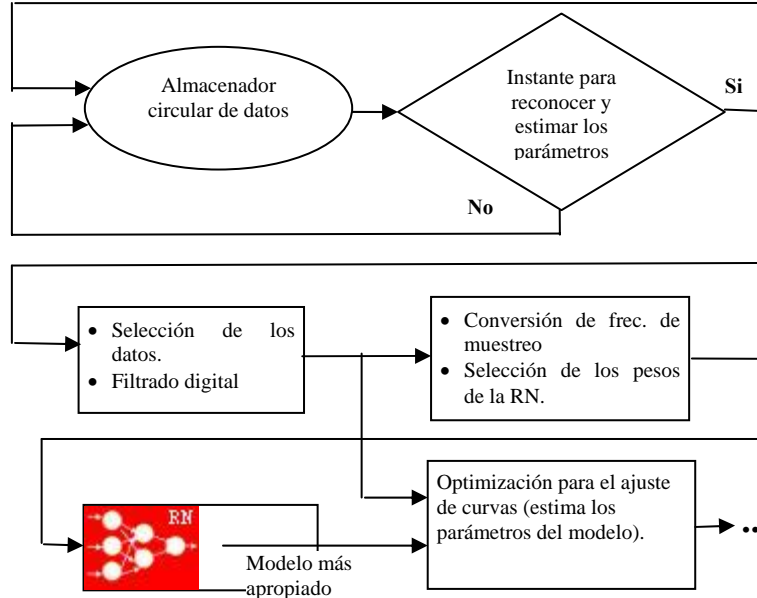 Almacenador
circular de datos
Instante para
reconocer y
estimar los
parámetros
Si
No
• Selección de los
datos.
• Filtrado digital
• Conversión de frec. de
muestreo
• Selección de los pesos
de la RN.
RN
Modelo más
apropiado
Optimización para el ajuste
de curvas (estima los
parámetros del modelo).
..